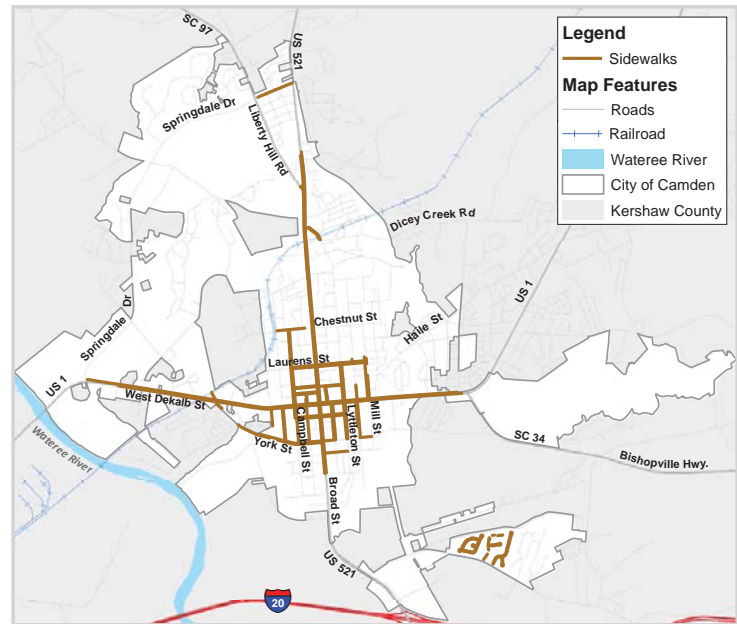 SC 97
US 521
Legend
Sidewalks
Map Features
Roads
Railroad
Wateree River
City of Camden
Kershaw County
Springdale Dr
Liberty Hill Rd
Dicey Creek Rd
US 1
Chestnut St
Haile St
Springdale Dr
Laurens St
US 1
West Dekalb St
Campbell St
Lyttleton St
Mill St
York St
SC 34
Bishopville Hwy.
Wateree River
Broad St
US 521
20